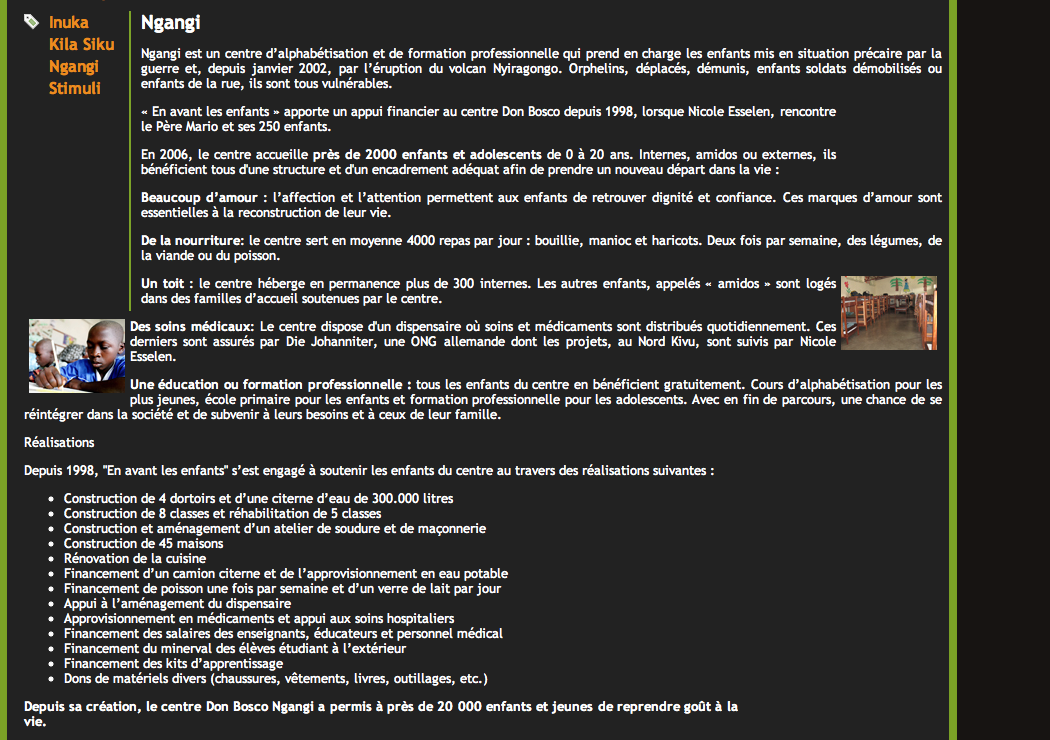 Inuka
Kila Siku
Ngangi
Stimuli
Ngangi
Ngangi est un centre d’alphabétisation et de formation professionnelle qui prend en charge les enfants mis en situation précaire par la
guerre et, depuis janvier 2002, par l’éruption du volcan Nyiragongo. Orphelins, déplacés, démunis, enfants soldats démobilisés ou
enfants de la rue, ils sont tous vulnérables.
« En avant les enfants » apporte un appui financier au centre Don Bosco depuis 1998, lorsque Nicole Esselen, rencontre
le Père Mario et ses 250 enfants.
En 2006, le centre accueille près de 2000 enfants et adolescents de 0 à 20 ans. Internes, amidos ou externes, ils
bénéficient tous d'une structure et d'un encadrement adéquat afin de prendre un nouveau départ dans la vie :
Beaucoup d’amour : l’affection et l’attention permettent aux enfants de retrouver dignité et confiance. Ces marques d’amour sont
essentielles à la reconstruction de leur vie.
De la nourriture: le centre sert en moyenne 4000 repas par jour : bouillie, manioc et haricots. Deux fois par semaine, des légumes, de
la viande ou du poisson.
Un toit : le centre héberge en permanence plus de 300 internes. Les autres enfants, appelés « amidos » sont logés
dans des familles d’accueil soutenues par le centre.
Des soins médicaux: Le centre dispose d'un dispensaire où soins et médicaments sont distribués quotidiennement. Ces
derniers sont assurés par Die Johanniter, une ONG allemande dont les projets, au Nord Kivu, sont suivis par Nicole
Esselen.
Une éducation ou formation professionnelle : tous les enfants du centre en bénéficient gratuitement. Cours d’alphabétisation pour les
plus jeunes, école primaire pour les enfants et formation professionnelle pour les adolescents. Avec en fin de parcours, une chance de se
réintégrer dans la société et de subvenir à leurs besoins et à ceux de leur famille.
Réalisations
Depuis 1998, "En avant les enfants" s’est engagé à soutenir les enfants du centre au travers des réalisations suivantes :
• Construction de 4 dortoirs et d’une citerne d’eau de 300.000 litres
• Construction de 8 classes et réhabilitation de 5 classes
• Construction et aménagement d’un atelier de soudure et de maçonnerie
• Construction de 45 maisons
• Rénovation de la cuisine
• Financement d’un camion citerne et de l’approvisionnement en eau potable
• Financement de poisson une fois par semaine et d’un verre de lait par jour
• Appui à l’aménagement du dispensaire
• Approvisionnement en médicaments et appui aux soins hospitaliers
• Financement des salaires des enseignants, éducateurs et personnel médical
• Financement du minerval des élèves étudiant à l’extérieur
• Financement des kits d’apprentissage
• Dons de matériels divers (chaussures, vêtements, livres, outillages, etc.)
Depuis sa création, le centre Don Bosco Ngangi a permis à près de 20 000 enfants et jeunes de reprendre goût à la
vie.